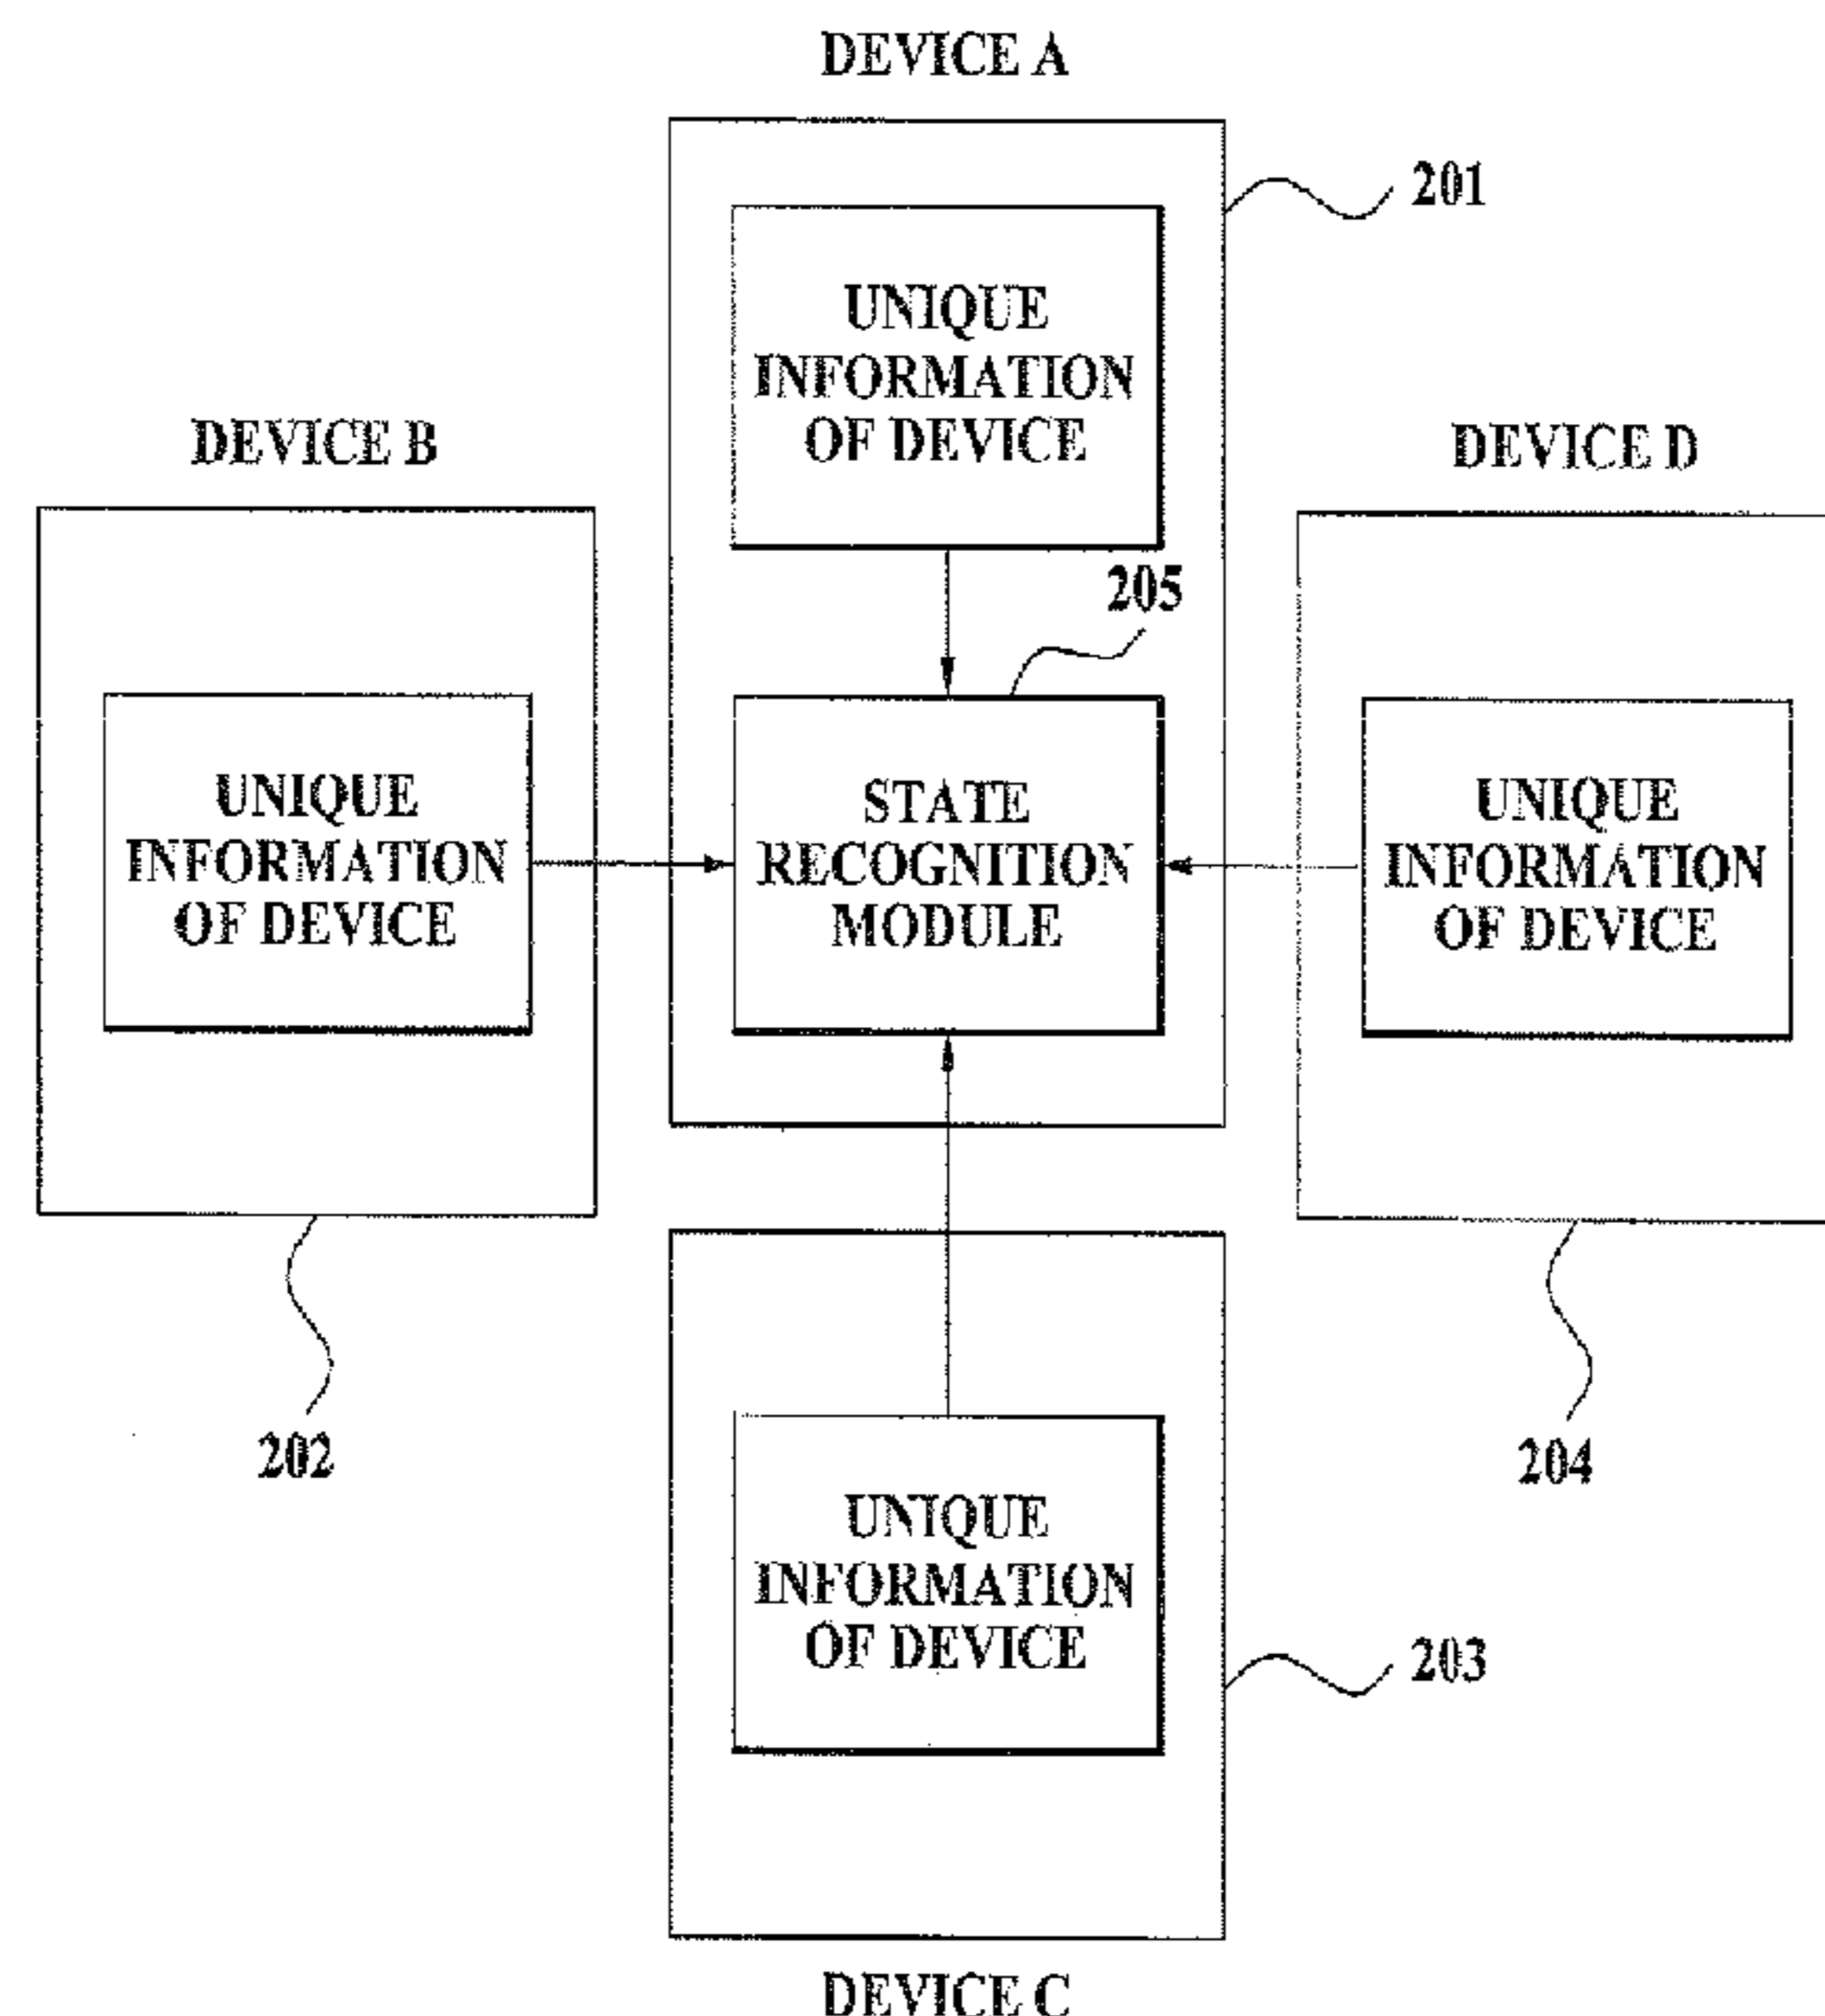 DEVICE A
201
UNIQUE
INFORMATION
OF DEVICE
205
DEVICE B
UNIQUE
INFORMATION
OF DEVICE
STATE
RECOGNITION
MODULE
DEVICE D
UNIQUE
INFORMATION
OF DEVICE
202
204
UNIQUE
INFORMATION
OF DEVICE
203
DEVICE C